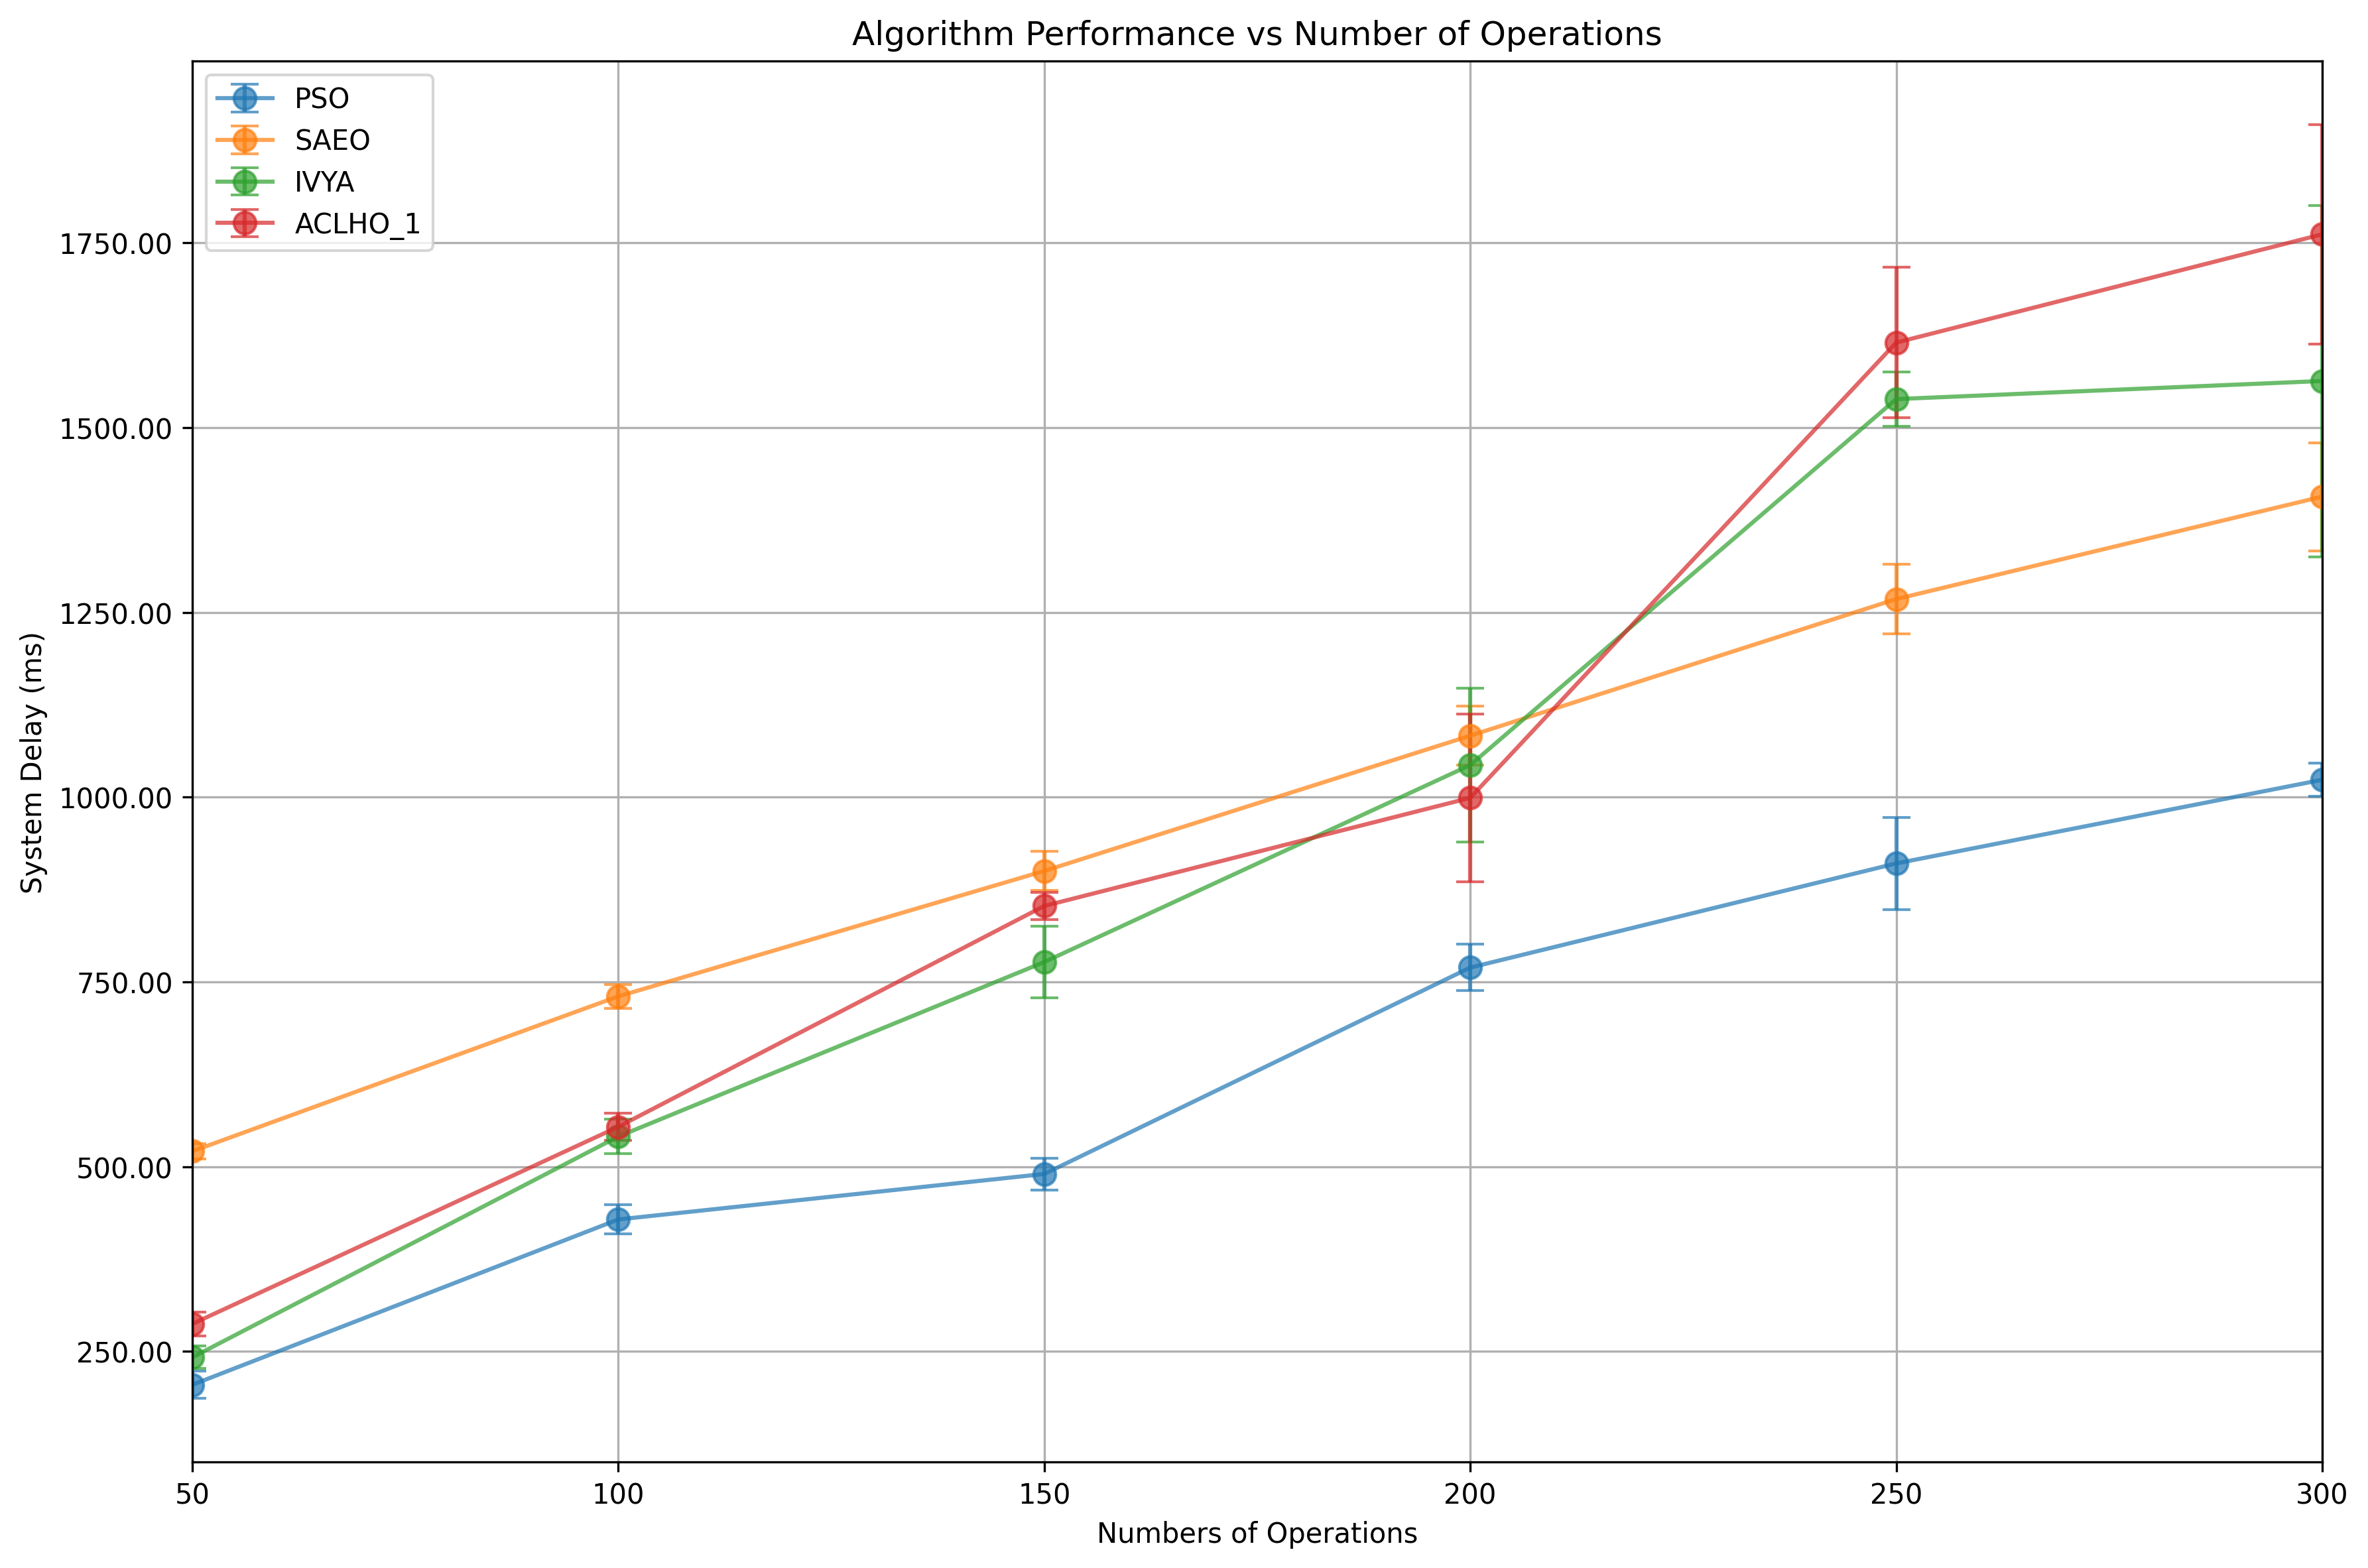 Algorithm Performance vs Number of Operations
PSO
SAEO
IVYA
ACLHO_1
1750.00
1500.00
1250.00
1000.00
750.00
500.00
250.00
System Delay (ms)
50 100 150 200 250 300
Numbers of Operations